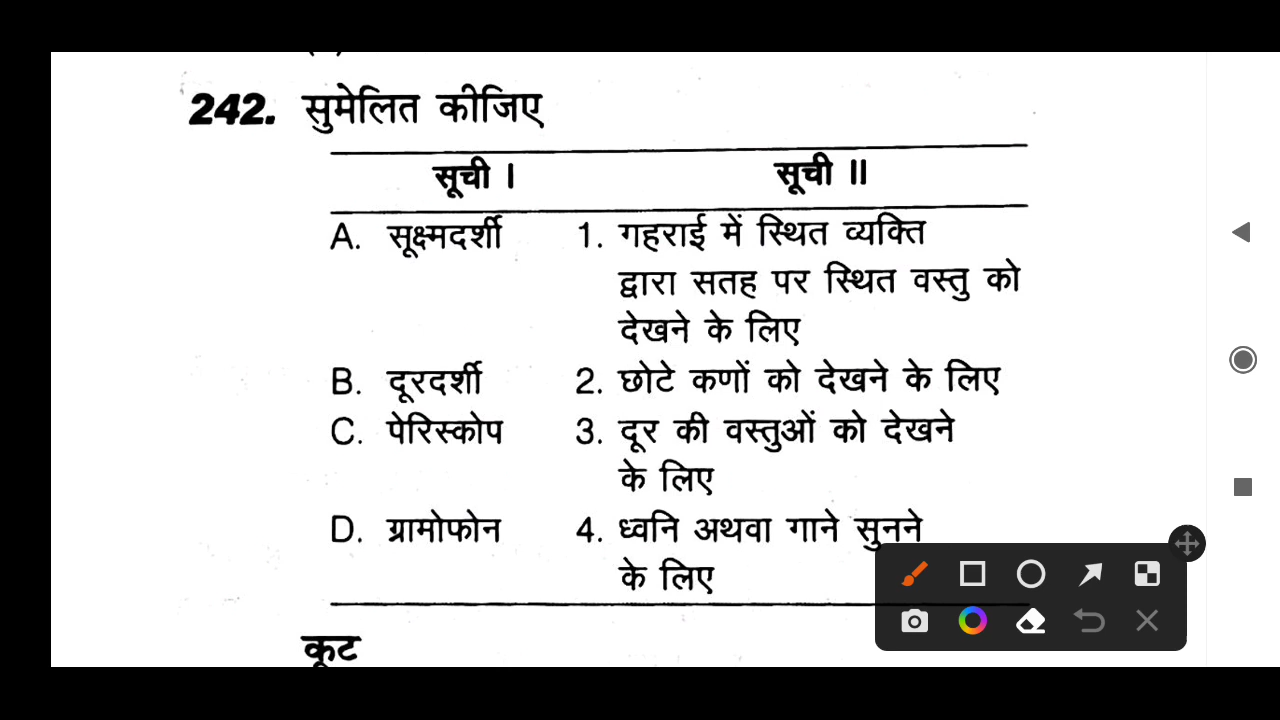 242. सुमेलित कीजिए
सूची I सूची II
A. सूक्ष्मदर्शी 1. गहराई में स्थित व्यक्ति
द्वारा सतह पर स्थित वस्तु को
देखने के लिए
B. दूरदर्शी 2. छोटे कणों को देखने के लिए
C. पेरिस्कोप 3. दूर की वस्तुओं को देखने
के लिए
D. ग्रामोफोन 4. ध्वनि अथवा गाने सुनने
के लिए
कूट